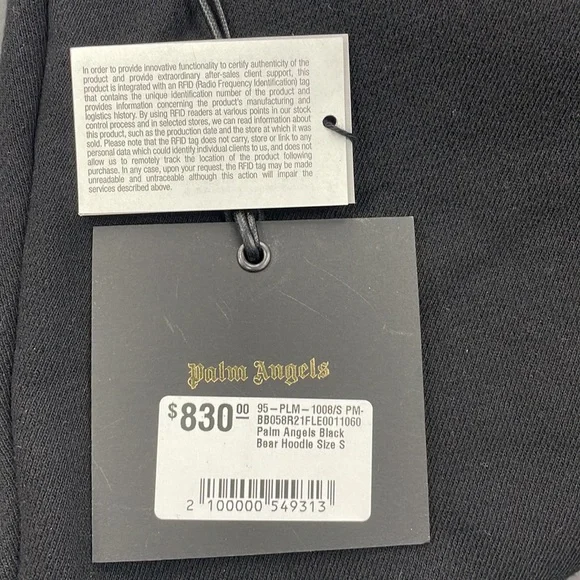 In order to provide innovative functionality to certify authenticity of the
product and provide extraordinary after-sales client support, this
product is integrated with an RFID (Radio Frequency Identification) tag
that contains the unique identification number of the product and
provides information concerning the product's manufacturing and
logistics history. By using RFID readers at various points in our stock
control process and in selected stores, we can read information about
this product, such as the production date and the store at which it was
sold. Please note that the RFID tag does not carry, store or link to any
personal data which could identify individual clients to us, and does not
allow us to remotely track the location of the product following
purchase. In any case, upon your request, the RFID tag may be made
unreadable and untraceable although this action will impair the
services described above.
Palm Angels
$830.00 95-PLM-1008/S PM-
BB058R21FLE0011060
Palm Angels Black
Bear Hoodie Size S
2 100000 549313